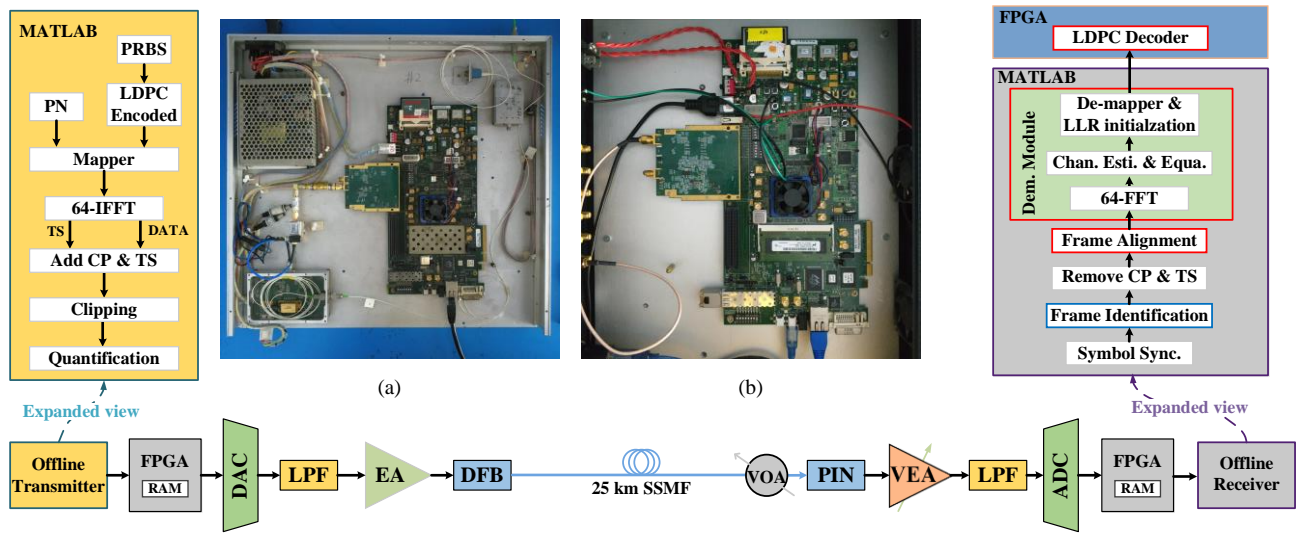 MATLAB
PRBS
PN
LDPC
Encoded
Mapper
64-IFFT
TS
DATA
Add CP & TS
Clipping
Quantification
Expanded view
#2
(a)
(b)
FPGA
LDPC Decoder
MATLAB
Dem. Module
De-mapper &
LLR initialzation
Chan. Esti. & Equa.
64-FFT
Frame Alignment
Remove CP & TS
Frame Identification
Symbol Sync.
Expanded view
Offline
Transmitter
FPGA
RAM
DAC
LPF
EA
DFB
25 km SSMF
VOA
PIN
VEA
LPF
ADC
FPGA
RAM
Offline
Receiver